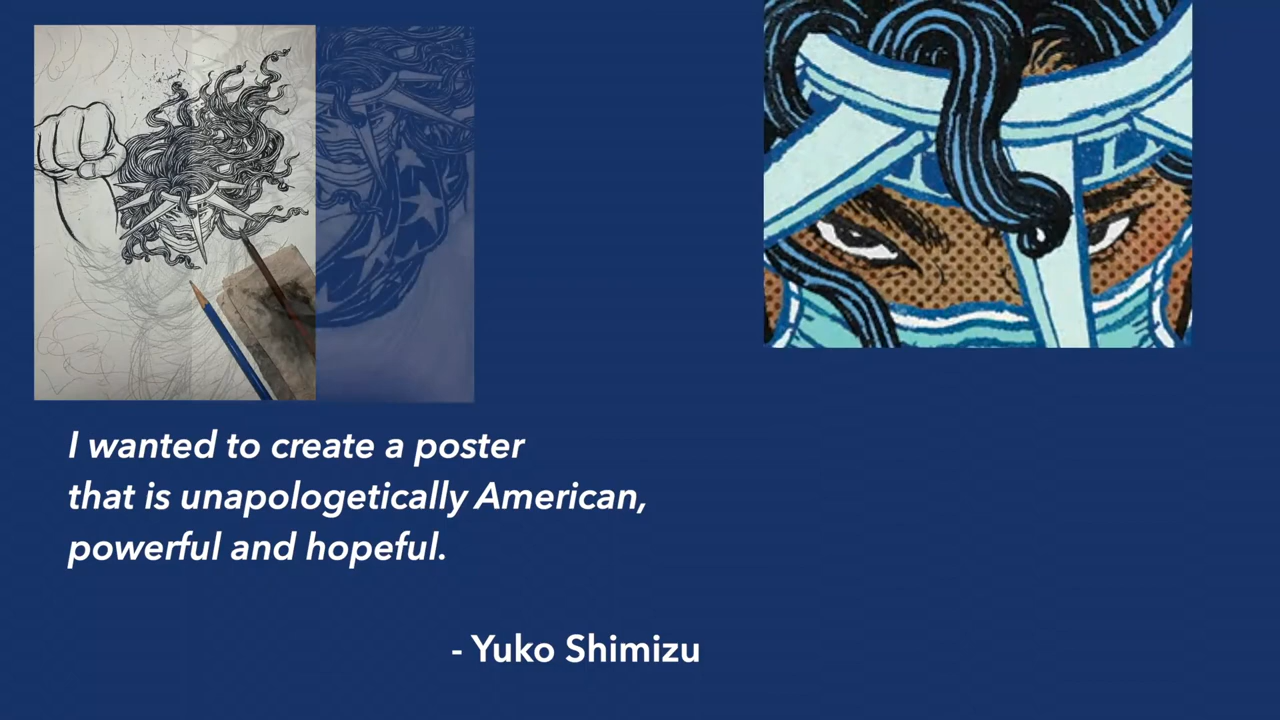 I wanted to create a poster
that is unapologetically American,
powerful and hopeful.
- Yuko Shimizu